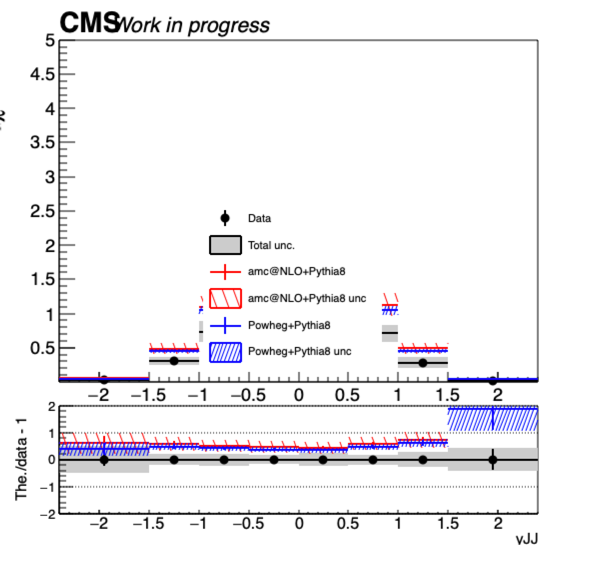 CMS Work in progress
5
4.5
4
3.5
3
2.5
2
1.5
1
0.5
Data
Total unc.
amc@NLO+Pythia8
amc@NLO+Pythia8 unc
Powheg+Pythia8
Powheg+Pythia8 unc
−2 −1.5 −1 −0.5 0 0.5 1 1.5 2
The./data - 1
2
1
0
−1
−2
−2 −1.5 −1 −0.5 0 0.5 1 1.5 2
yJJ